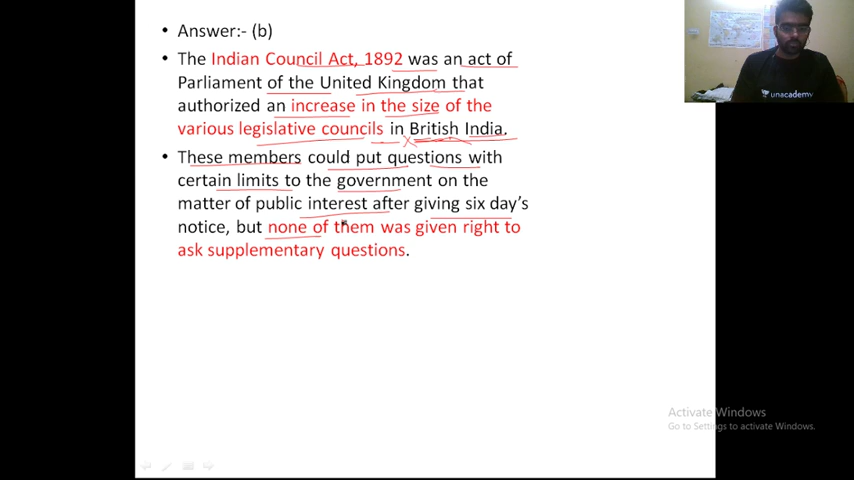 • Answer:- (b)
• The Indian Council Act, 1892 was an act of
Parliament of the United Kingdom that
authorized an increase in the size of the
various legislative councils in British India.
• These members could put questions with
certain limits to the government on the
matter of public interest after giving six day's
notice, but none of them was given right to
ask supplementary questions.
unacademy
Activate Windows
Go to Settings to activate Windows.